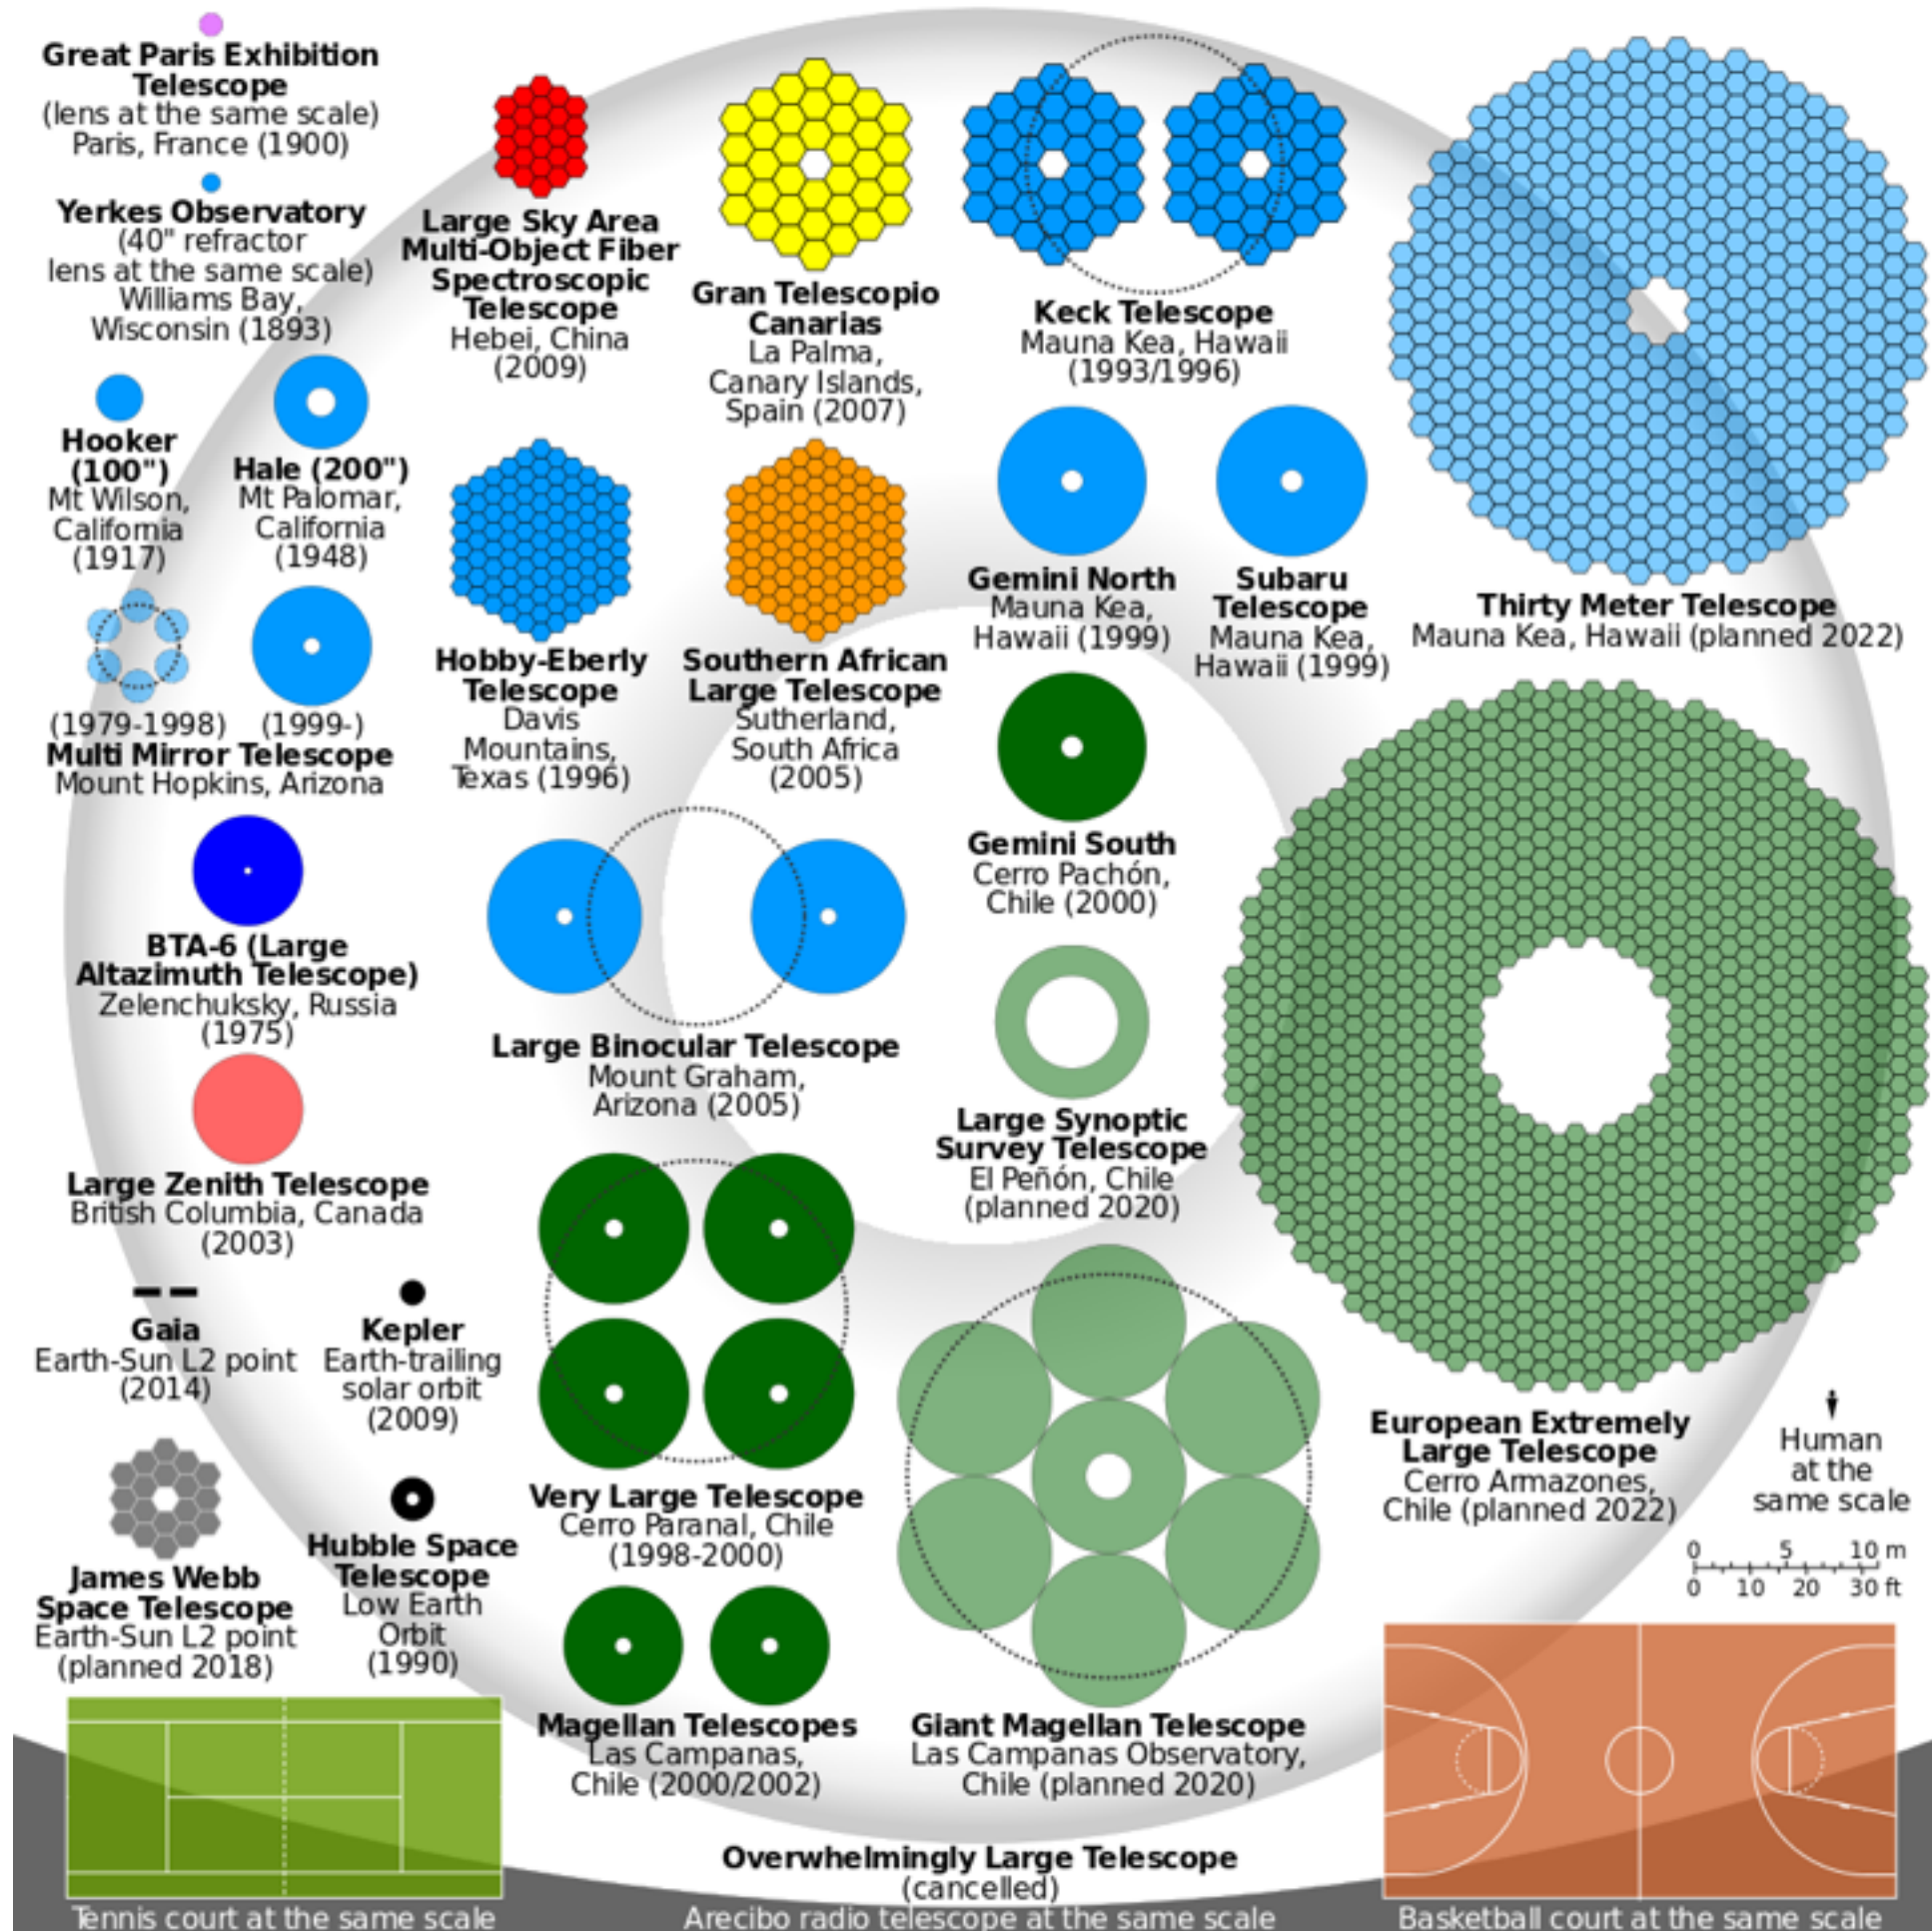 Great Paris Exhibition
Telescope
(lens at the same scale)
Paris, France (1900)
Yerkes Observatory
(40" refractor
lens at the same scale)
Williams Bay,
Wisconsin (1893)
Hooker
(100")
Mt Wilson,
California
(1917)
Hale (200")
Mt Palomar,
California
(1948)
(1979-1998)
(1999-)
Multi Mirror Telescope
Mount Hopkins, Arizona
BTA-6 (Large
Altazimuth Telescope)
Zelenchuksky, Russia
(1975)
Large Zenith Telescope
British Columbia, Canada
(2003)
Gaia
Earth-Sun L2 point
(2014)
Kepler
Earth-trailing
solar orbit
(2009)
James Webb
Space Telescope
Earth-Sun L2 point
(planned 2018)
Hubble Space
Telescope
Low Earth
Orbit
(1990)
Large Sky Area
Multi-Object Fiber
Spectroscopic
Telescope
Hebei, China
(2009)
Gran Telescopio
Canarias
La Palma,
Canary Islands,
Spain (2007)
Keck Telescope
Mauna Kea, Hawaii
(1993/1996)
Hobby-Eberly
Telescope
Davis
Mountains,
Texas (1996)
Southern African
Large Telescope
Sutherland,
South Africa
(2005)
Gemini North
Mauna Kea,
Hawaii (1999)
Subaru
Telescope
Mauna Kea,
Hawaii (1999)
Thirty Meter Telescope
Mauna Kea, Hawaii (planned 2022)
Gemini South
Cerro Pachón,
Chile (2000)
Large Binocular Telescope
Mount Graham,
Arizona (2005)
Large Synoptic
Survey Telescope
El Peñón, Chile
(planned 2020)
Very Large Telescope
Cerro Paranal, Chile
(1998-2000)
Magellan Telescopes
Las Campanas,
Chile (2000/2002)
Giant Magellan Telescope
Las Campanas Observatory,
Chile (planned 2020)
European Extremely
Large Telescope
Cerro Armazones,
Chile (planned 2022)
Human
at the
same scale
0 5 10 m
0 10 20 30 ft
Overwhelmingly Large Telescope
(cancelled)
Tennis court at the same scale
Arecibo radio telescope at the same scale
Basketball court at the same scale